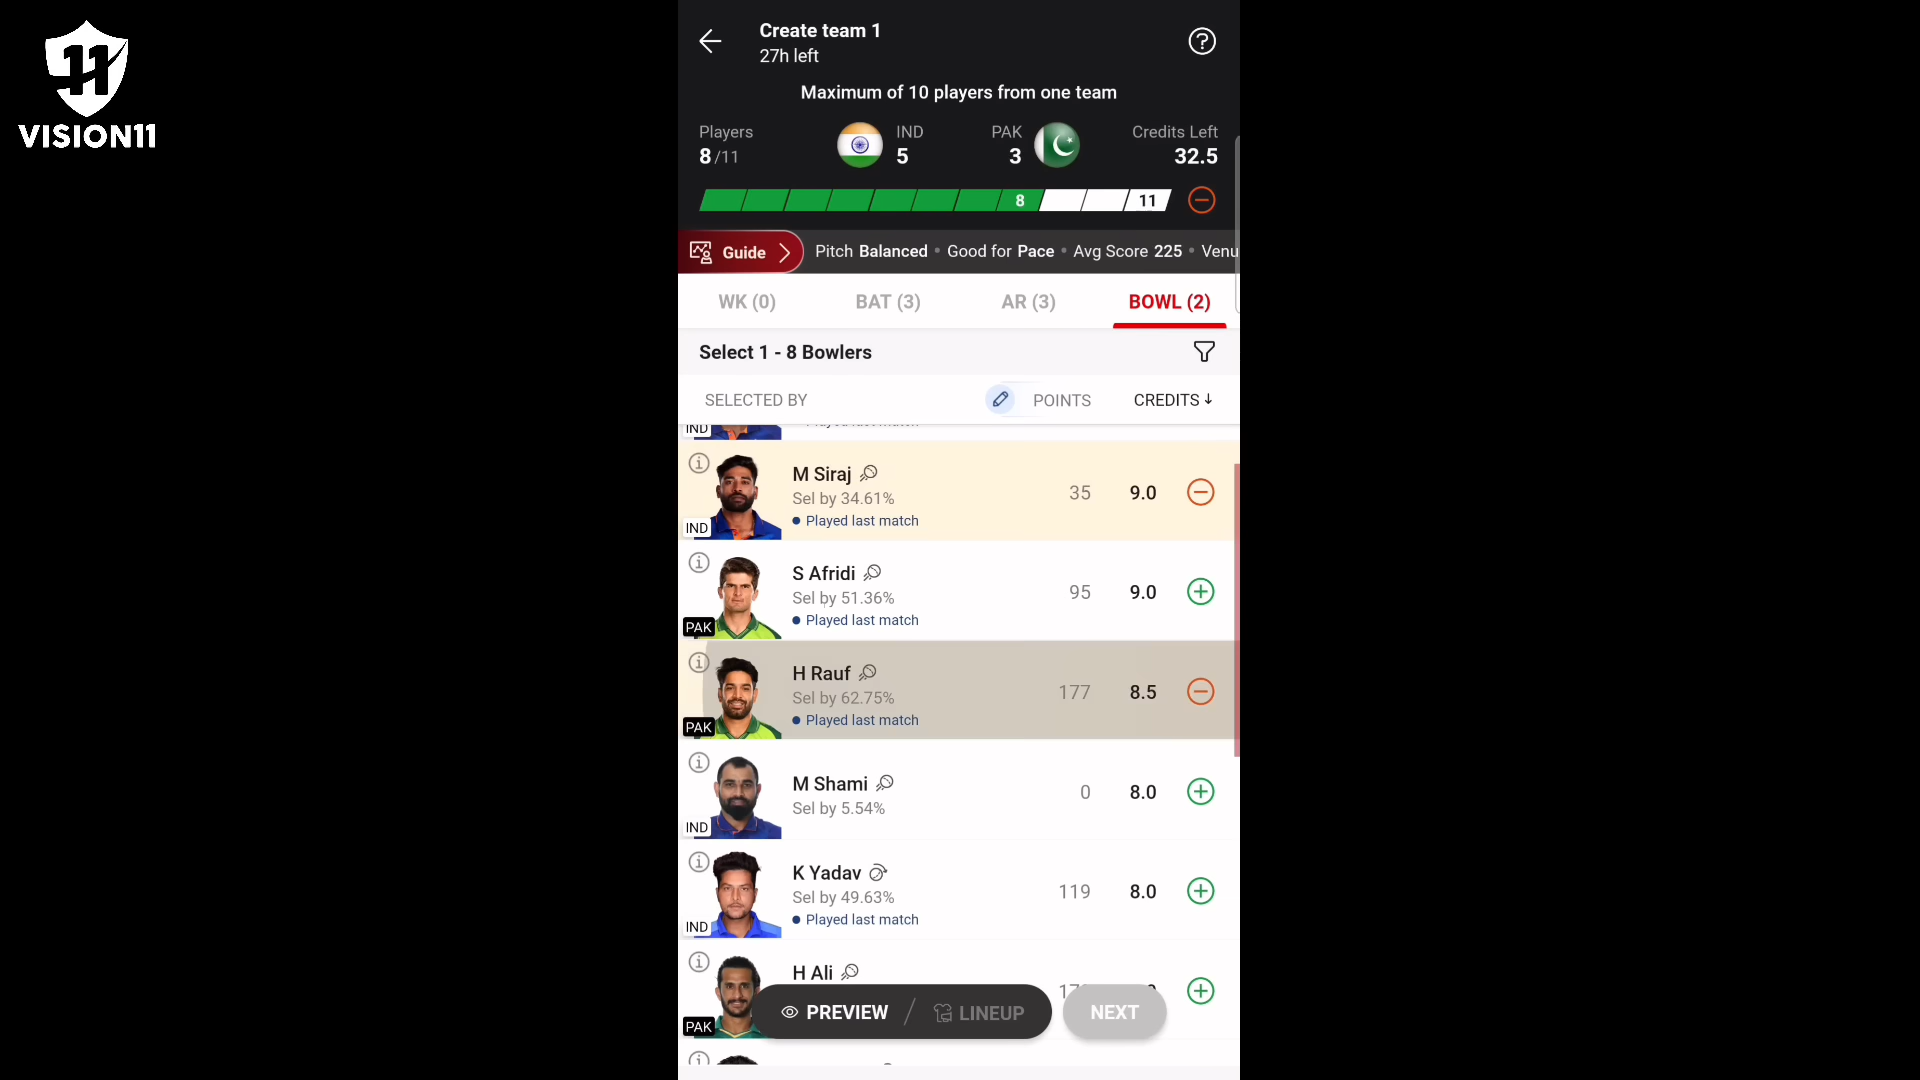 VISION11
Create team 1
27h left
Maximum of 10 players from one team
Players
8/11
IND
5
PAK
3
Credits Left
32.5
8
11
Guide
Pitch Balanced • Good for Pace • Avg Score 225 • Venu
WK (0)
BAT (3)
AR (3)
BOWL (2)
Select 1 - 8 Bowlers
SELECTED BY
POINTS
CREDITS ↓
IND
Played last match
M Siraj
Sel by 34.61%
Played last match
IND
35
9.0
S Afridi
Sel by 51.36%
Played last match
PAK
95
9.0
H Rauf
Sel by 62.75%
Played last match
PAK
177
8.5
M Shami
Sel by 5.54%
IND
0
8.0
K Yadav
Sel by 49.63%
Played last match
IND
119
8.0
H Ali
PAK
PREVIEW / LINEUP
NEXT